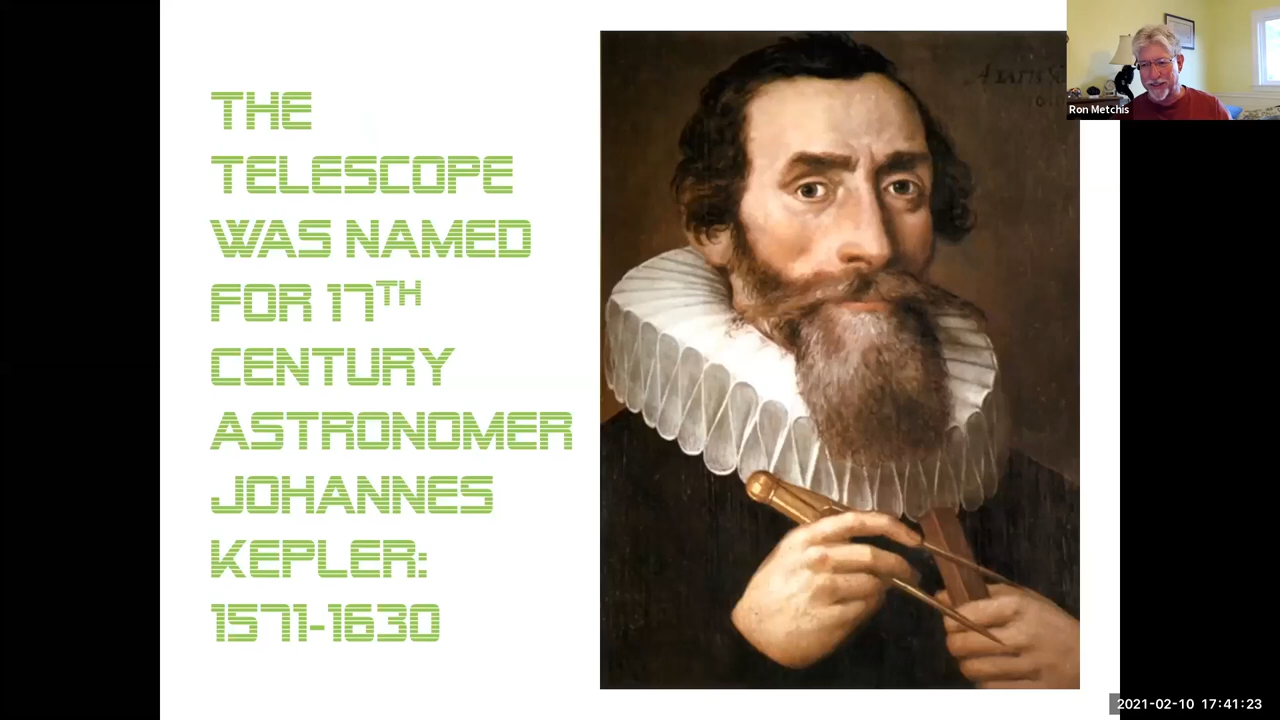 THE
TELESCOPE
WAS NAMED
FOR 17TH
CENTURY
ASTRONOMER
JOHANNES
KEPLER:
1571-1630
Ron Metchis
2021-02-10 17:41:23